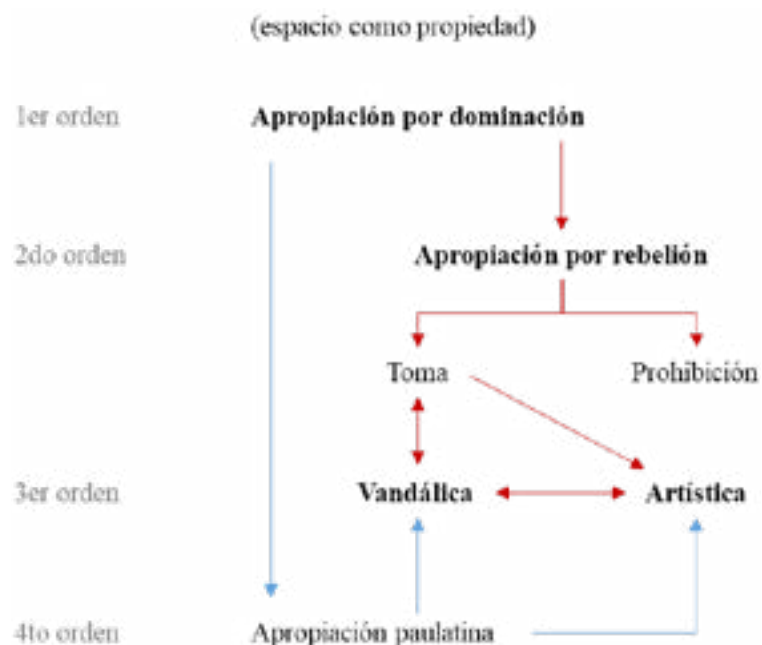 (espacio como propiedad)
1er orden Apropiación por dominación
2do orden Apropiación por rebelión
Toma Prohibición
3er orden Vandálica Artística
4to orden Apropiación paulatina